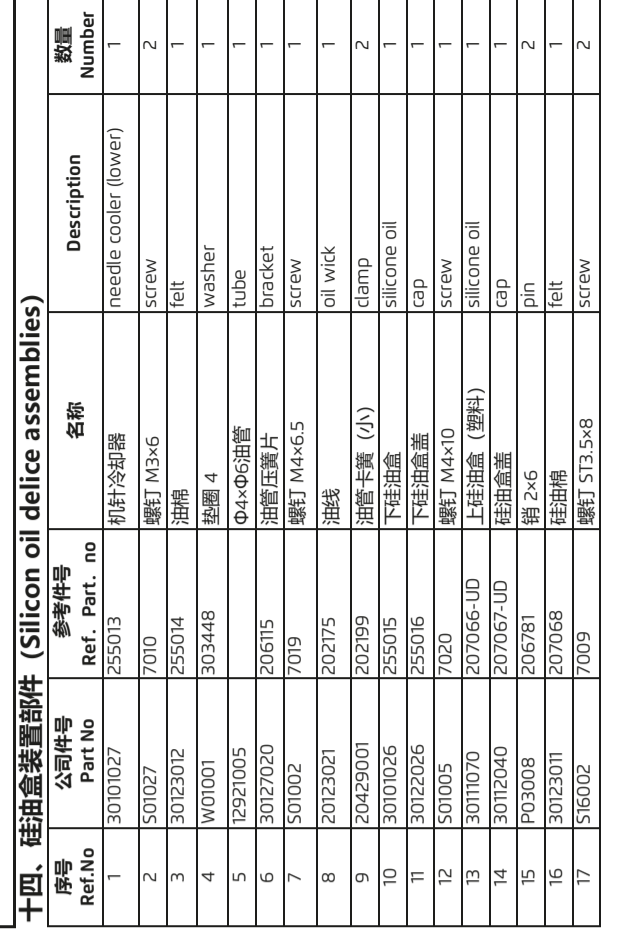 十四、硅油盒装置部件（Silicon oil delice assemblies)
序号 公司件号 参考件号 名称 Description 数量
Ref.No Part No Ref. Part. no Number
1 30101027 255013 机针冷却器 needle cooler (lower) 1
2 S01027 7010 螺钉 M3×6 screw 2
3 30123012 255014 油棉 felt 1
4 W01001 303448 垫圈 4 washer 1
5 12921005 Φ4×Φ6油管 tube 1
6 30127020 206115 油管压簧片 bracket 1
7 S01002 7019 螺钉 M4×6.5 screw 1
8 20123021 202175 油线 oil wick 1
9 20429001 202199 油管卡簧（小） clamp 2
10 30101026 255015 下硅油盒 silicone oil 1
11 30122026 255016 下硅油盒盖 cap 1
12 S01005 7020 螺钉 M4×10 screw 1
13 30111070 207066-UD 上硅油盒（塑料） silicone oil 1
14 30112040 207067-UD 硅油盒盖 cap 1
15 P03008 206781 销 2×6 pin 2
16 30123011 207068 硅油棉 felt 1
17 S16002 7009 螺钉 ST3.5×8 screw 2